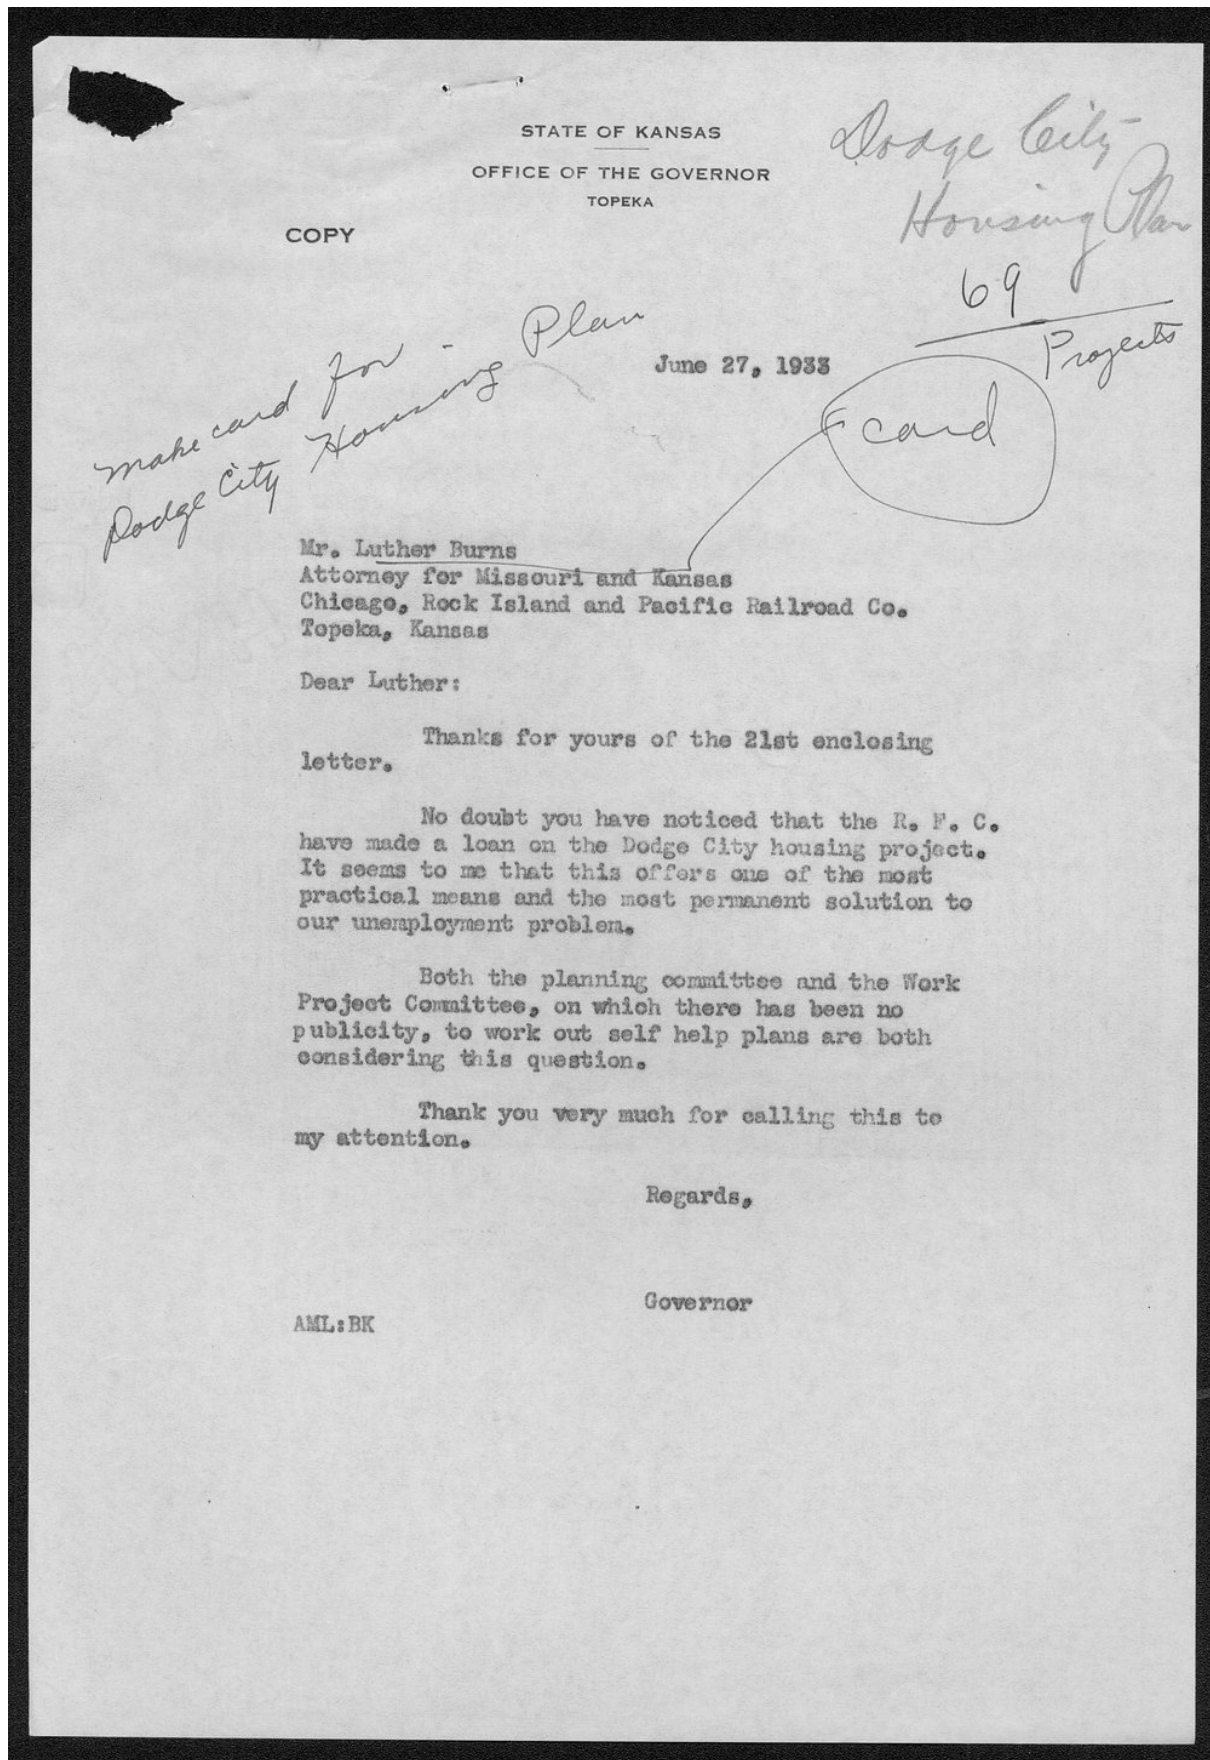 STATE OF KANSAS
OFFICE OF THE GOVERNOR
TOPEKA
COPY
Dodge City
Housing Plan
69
Projects
card
make card for
Dodge City Housing Plan
June 27, 1933
Mr. Luther Burns
Attorney for Missouri and Kansas
Chicago, Rock Island and Pacific Railroad Co.
Topeka, Kansas
Dear Luther:
Thanks for yours of the 21st enclosing
letter.
No doubt you have noticed that the R. F. C.
have made a loan on the Dodge City housing project.
It seems to me that this offers one of the most
practical means and the most permanent solution to
our unemployment problem.
Both the planning committee and the Work
Project Committee, on which there has been no
publicity, to work out self help plans are both
considering this question.
Thank you very much for calling this to
my attention.
Regards,
Governor
AML:BK